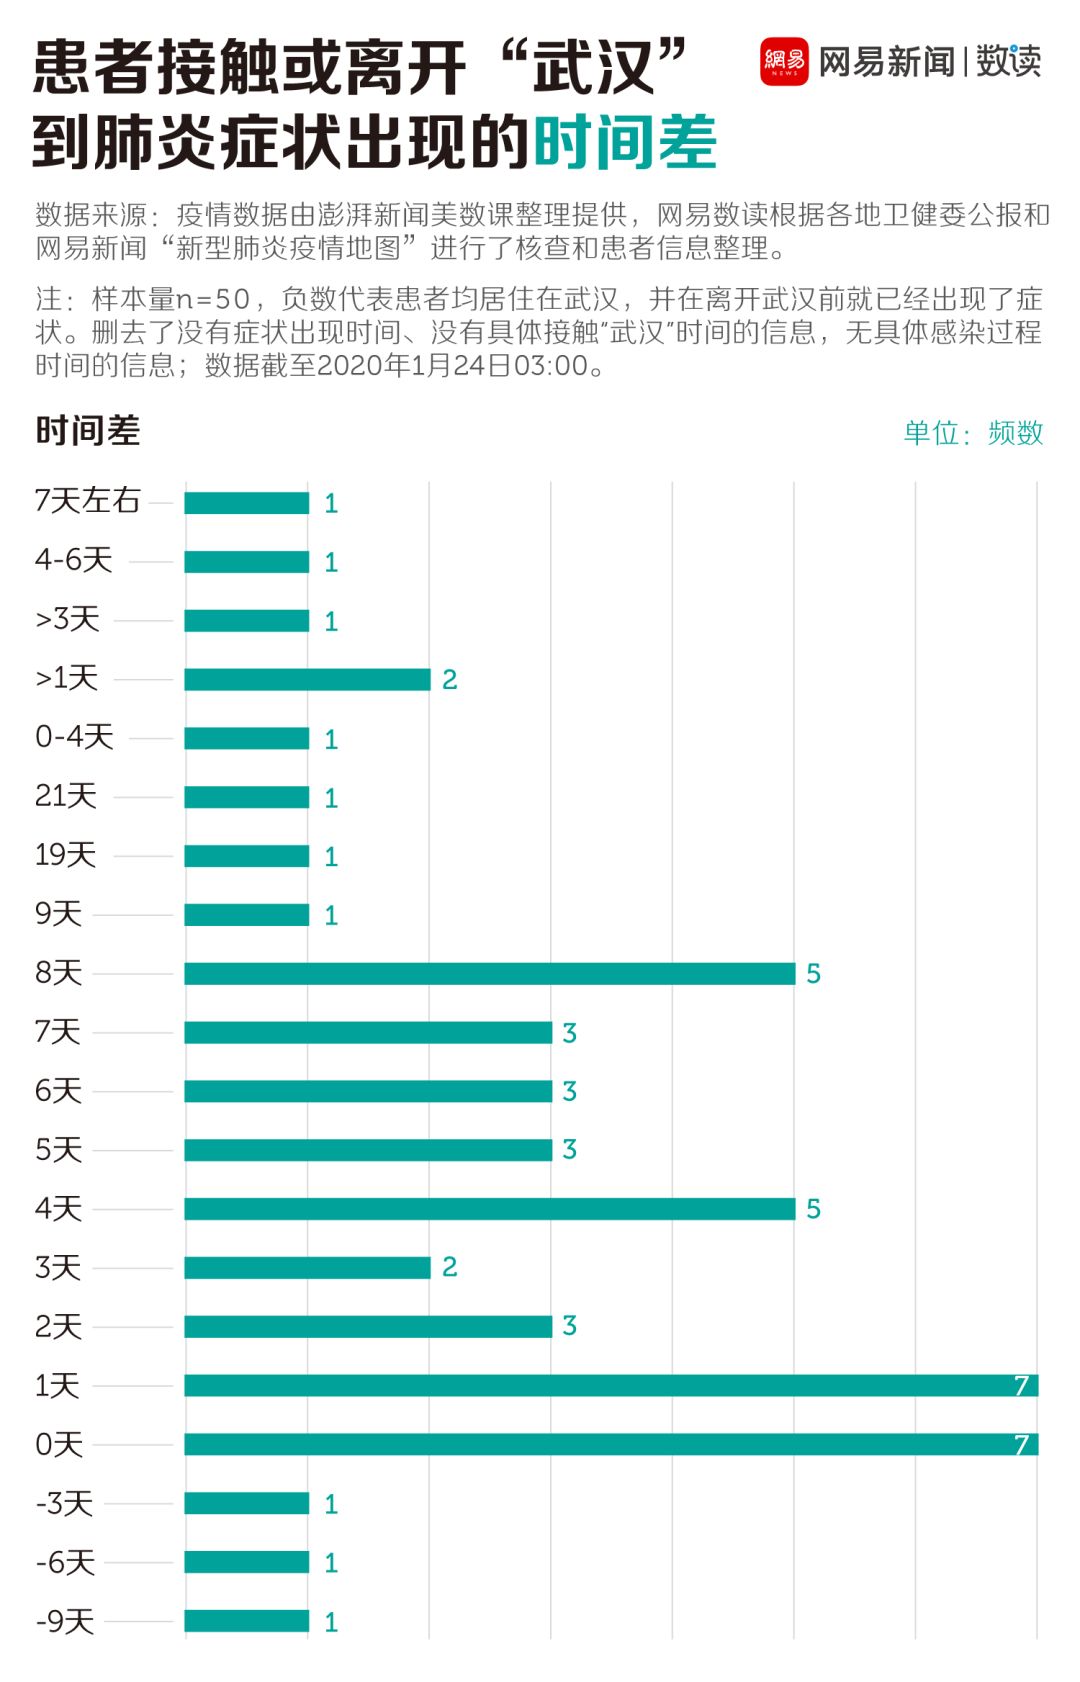 患者接触或离开“武汉”
到肺炎症状出现的时间差
網易
NEWS
网易新闻|数读
数据来源：疫情数据由澎湃新闻美数课整理提供，网易数读根据各地卫健委公报和
网易新闻“新型肺炎疫情地图”进行了核查和患者信息整理。
注：样本量n=50，负数代表患者均居住在武汉，并在离开武汉前就已经出现了症
状。删去了没有症状出现时间、没有具体接触"武汉"时间的信息，无具体感染过程
时间的信息；数据截至2020年1月24日03:00。
时间差
单位：频数
7天左右 1
4-6天 1
>3天 1
>1天 2
0-4天 1
21天 1
19天 1
9天 1
8天 5
7天 3
6天 3
5天 3
4天 5
3天 2
2天 3
1天 7
0天 7
-3天 1
-6天 1
-9天 1